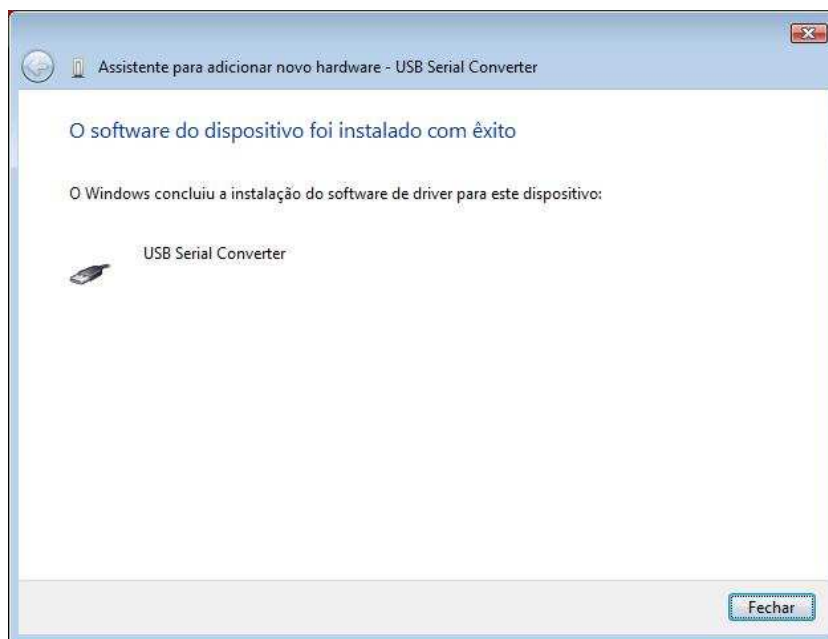 Assistente para adicionar novo hardware - USB Serial Converter
O software do dispositivo foi instalado com êxito
O Windows concluiu a instalação do software de driver para este dispositivo:
USB Serial Converter
Fechar